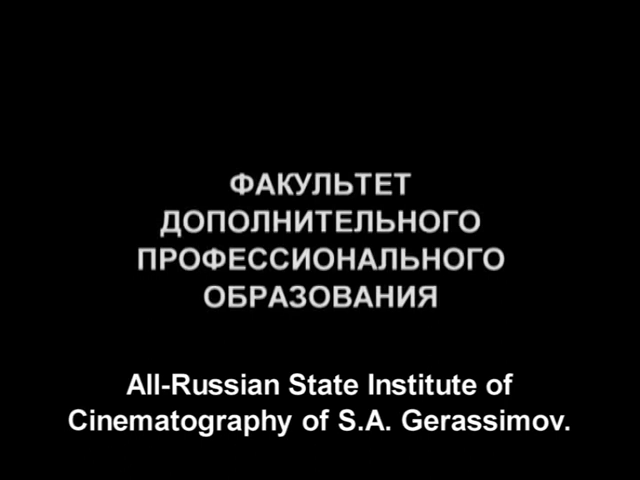 ФАКУЛЬТЕТ
ДОПОЛНИТЕЛЬНОГО
ПРОФЕССИОНАЛЬНОГО
ОБРАЗОВАНИЯ
All-Russian State Institute of
Cinematography of S.A. Gerassimov.